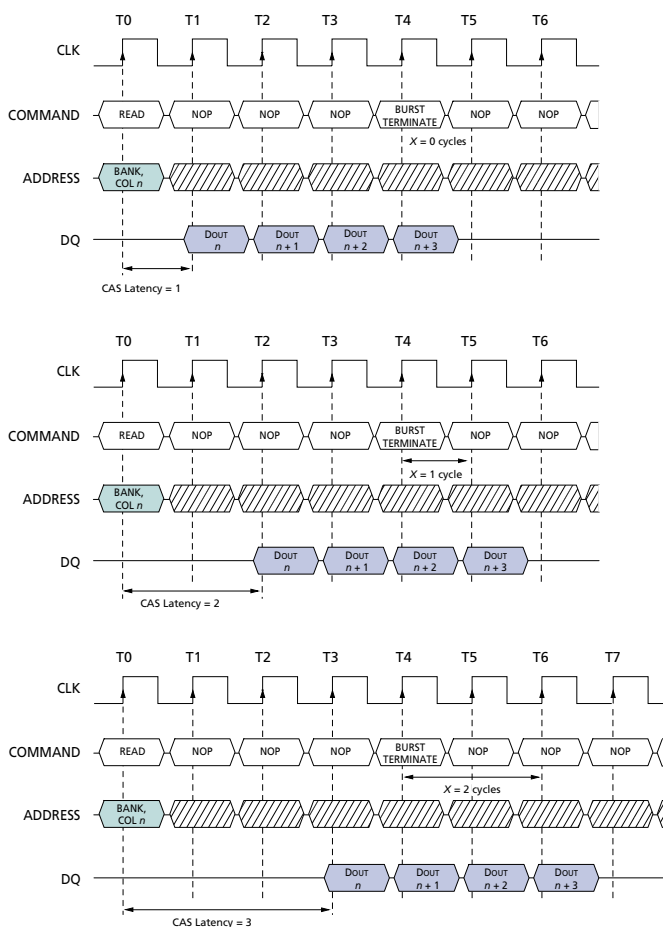 T0 T1 T2 T3 T4 T5 T6
CLK
COMMAND READ NOP NOP NOP BURST TERMINATE NOP NOP
X = 0 cycles
ADDRESS BANK, COL n
DQ DOUT n DOUT n + 1 DOUT n + 2 DOUT n + 3
CAS Latency = 1
T0 T1 T2 T3 T4 T5 T6
CLK
COMMAND READ NOP NOP NOP BURST TERMINATE NOP NOP
X = 1 cycle
ADDRESS BANK, COL n
DQ DOUT n DOUT n + 1 DOUT n + 2 DOUT n + 3
CAS Latency = 2
T0 T1 T2 T3 T4 T5 T6 T7
CLK
COMMAND READ NOP NOP NOP BURST TERMINATE NOP NOP NOP
X = 2 cycles
ADDRESS BANK, COL n
DQ DOUT n DOUT n + 1 DOUT n + 2 DOUT n + 3
CAS Latency = 3